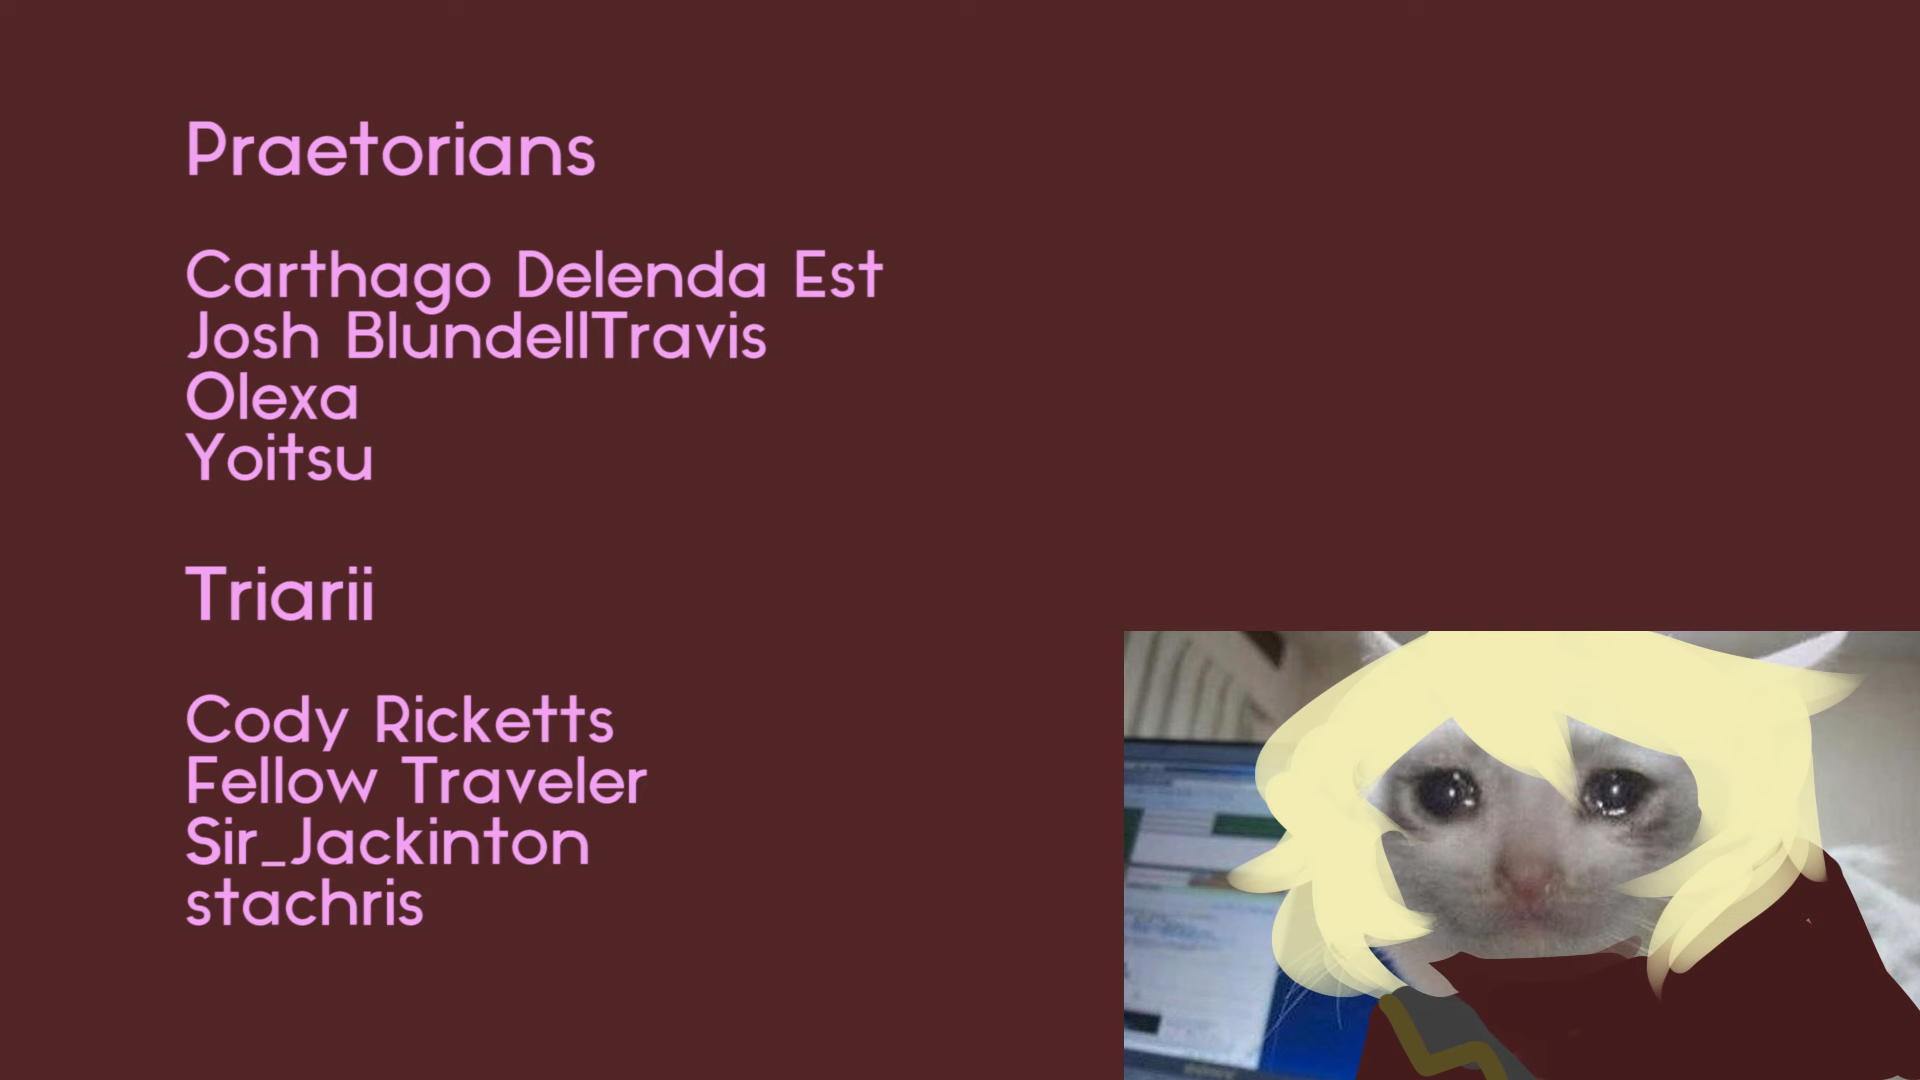 Praetorians
Carthago Delenda Est
Josh BlundellTravis
Olexa
Yoitsu
Triarii
Cody Ricketts
Fellow Traveler
Sir_Jackinton
stachris